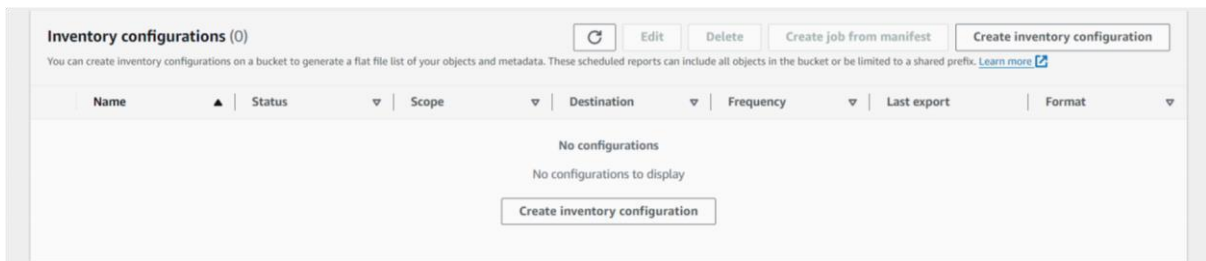 Inventory configurations (0)
Edit
Delete
Create job from manifest
Create inventory configuration
You can create inventory configurations on a bucket to generate a flat file list of your objects and metadata. These scheduled reports can include all objects in the bucket or be limited to a shared prefix. Learn more
Name Status Scope Destination Frequency Last export Format
No configurations
No configurations to display
Create inventory configuration